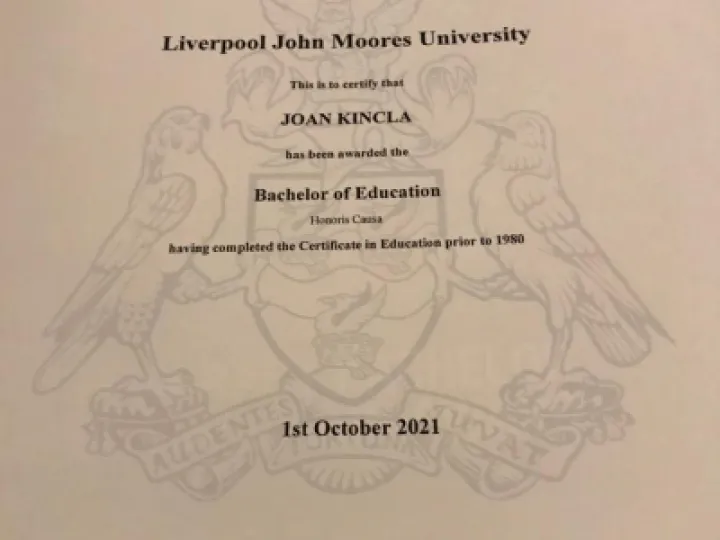 Liverpool John Moores University
This is to certify that
JOAN KINCLA
has been awarded the
Bachelor of Education
Honoris Causa
having completed the Certificate in Education prior to 1980
1st October 2021
AUDENTES FORTUNA JUVAT